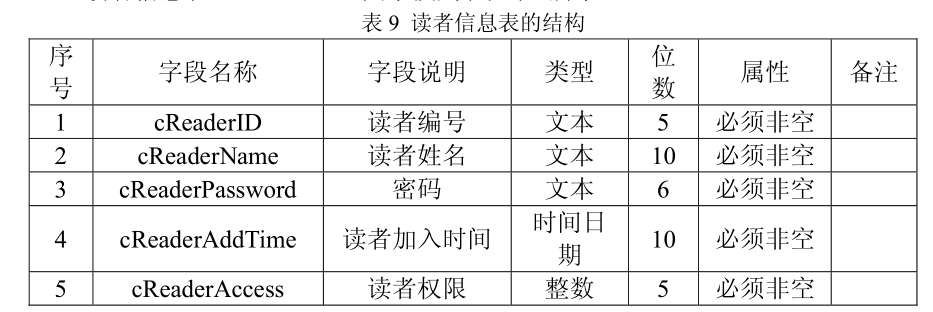 表 9 读者信息表的结构
序号 字段名称 字段说明 类型 位数 属性 备注
1 cReaderID 读者编号 文本 5 必须非空
2 cReaderName 读者姓名 文本 10 必须非空
3 cReaderPassword 密码 文本 6 必须非空
4 cReaderAddTime 读者加入时间 时间日期 10 必须非空
5 cReaderAccess 读者权限 整数 5 必须非空